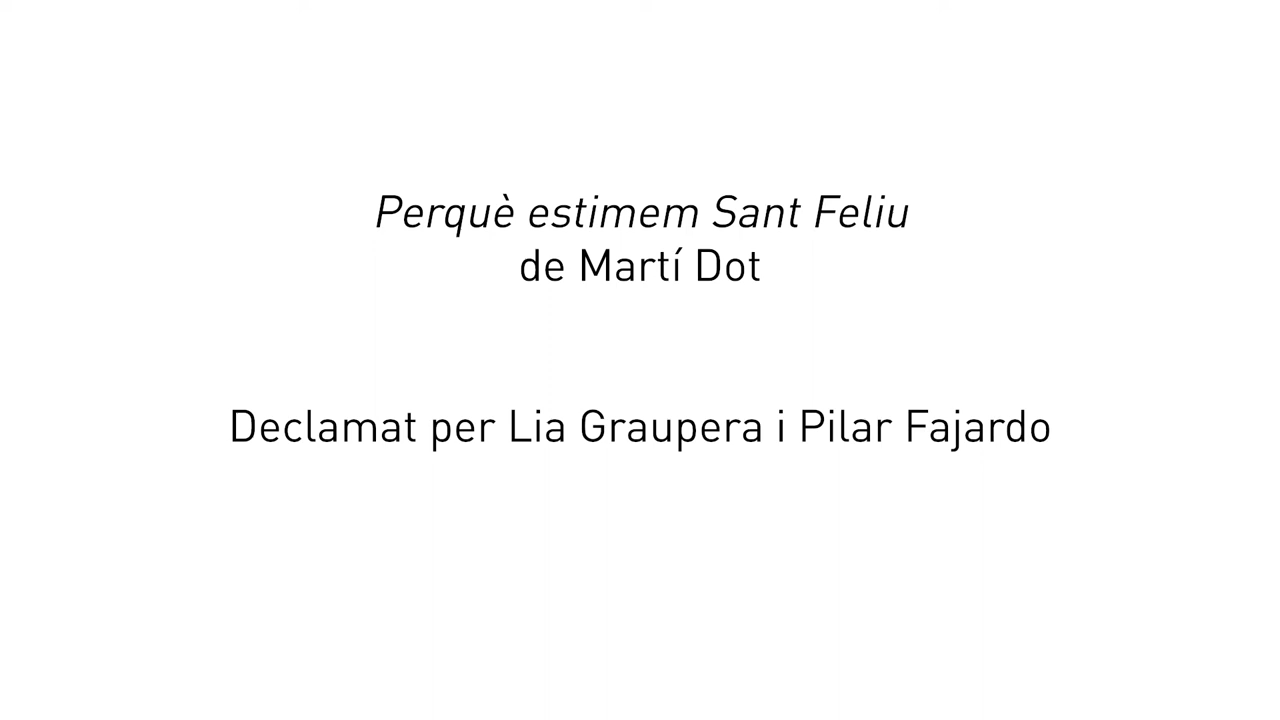 Perquè estimem Sant Feliu
de Martí Dot
Declamat per Lia Graupera i Pilar Fajardo